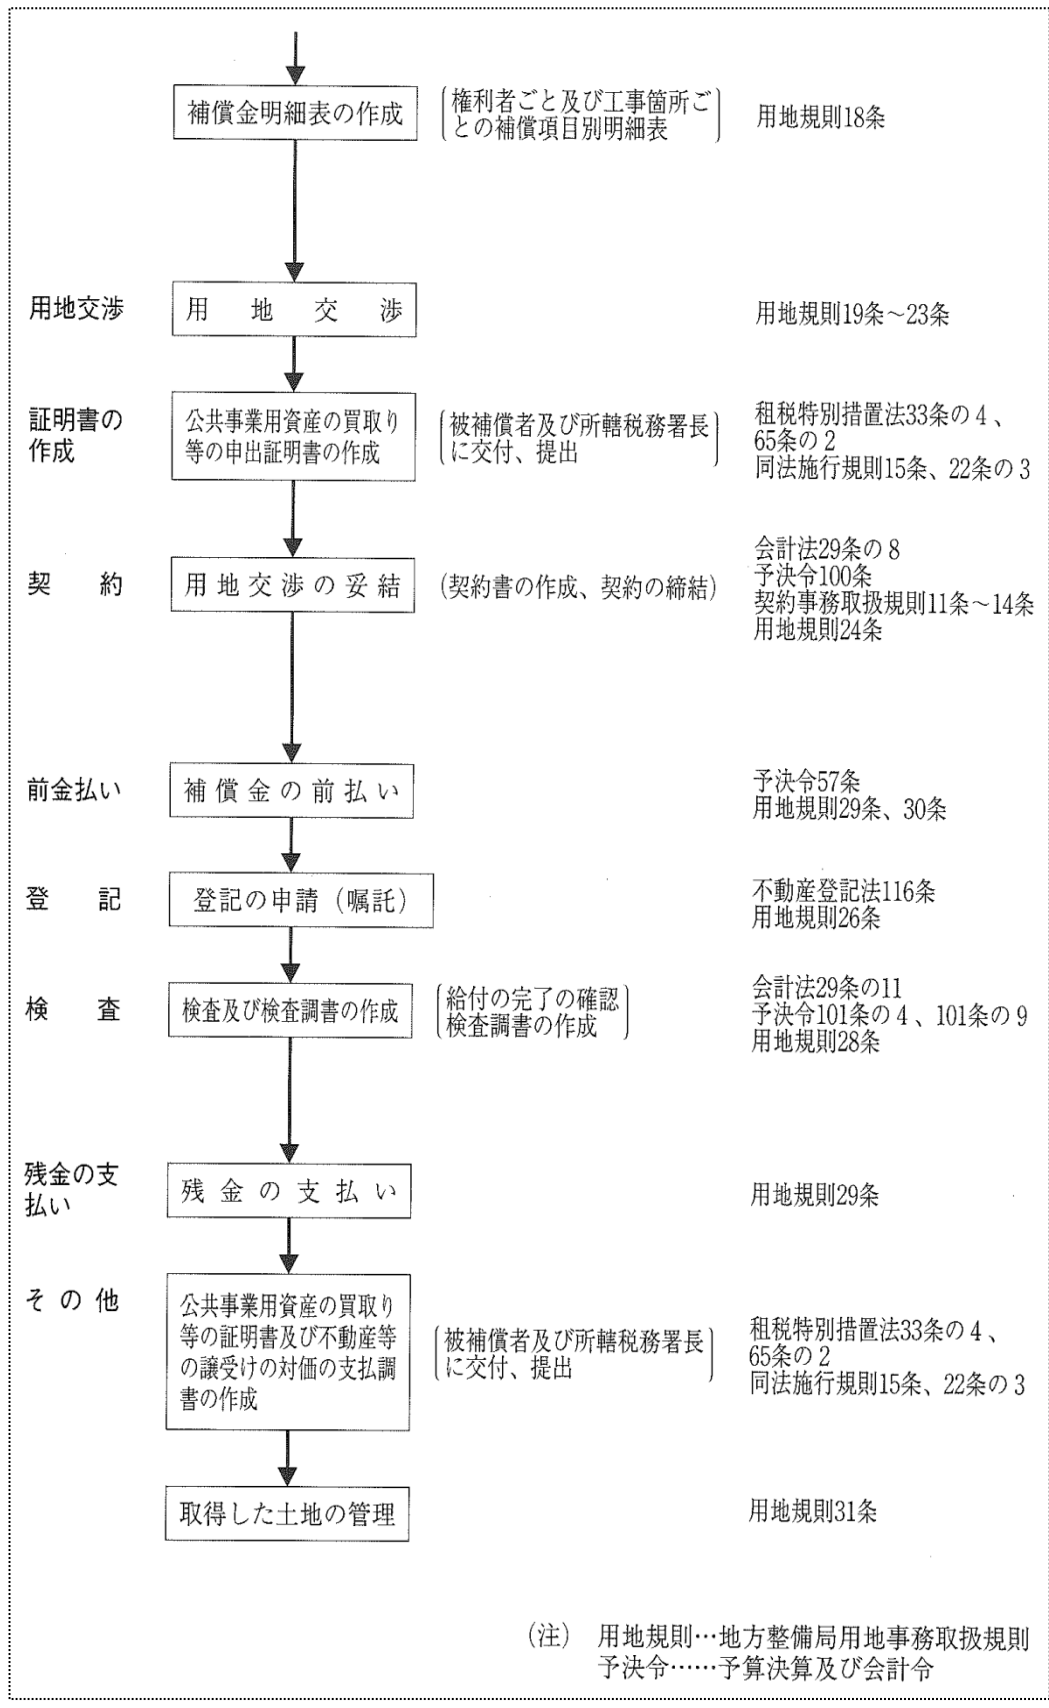 補償金明細表の作成
権利者ごと及び工事箇所ご
との補償項目別明細表
用地規則18条
用地交渉
用地交渉
用地規則19条～23条
証明書の
作成
公共事業用資産の買取り
等の申出証明書の作成
被補償者及び所轄税務署長
に交付、提出
租税特別措置法33条の4、
65条の2
同法施行規則15条、22条の3
契約
用地交渉の妥結
(契約書の作成、契約の締結)
会計法29条の8
予決令100条
契約事務取扱規則11条～14条
用地規則24条
前金払い
補償金の前払い
予決令57条
用地規則29条、30条
登記
登記の申請（嘱託）
不動産登記法116条
用地規則26条
検査
検査及び検査調書の作成
給付の完了の確認
検査調書の作成
会計法29条の11
予決令101条の4、101条の9
用地規則28条
残金の支
払い
残金の支払い
用地規則29条
その他
公共事業用資産の買取り
等の証明書及び不動産等
の譲受けの対価の支払調
書の作成
被補償者及び所轄税務署長
に交付、提出
租税特別措置法33条の4、
65条の2
同法施行規則15条、22条の3
取得した土地の管理
用地規則31条
（注） 用地規則…地方整備局用地事務取扱規則
予決令……予算決算及び会計令